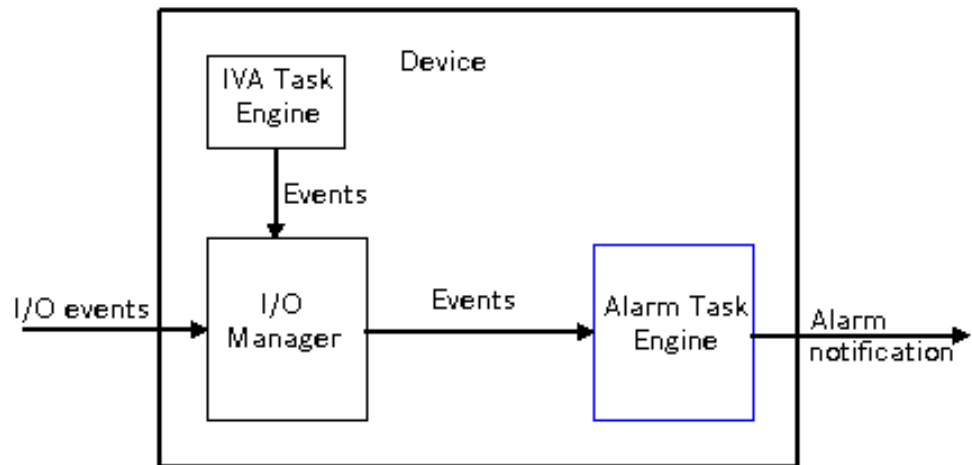 Device
IVA Task
Engine
Events
I/O events
I/O
Manager
Events
Alarm Task
Engine
Alarm
notification